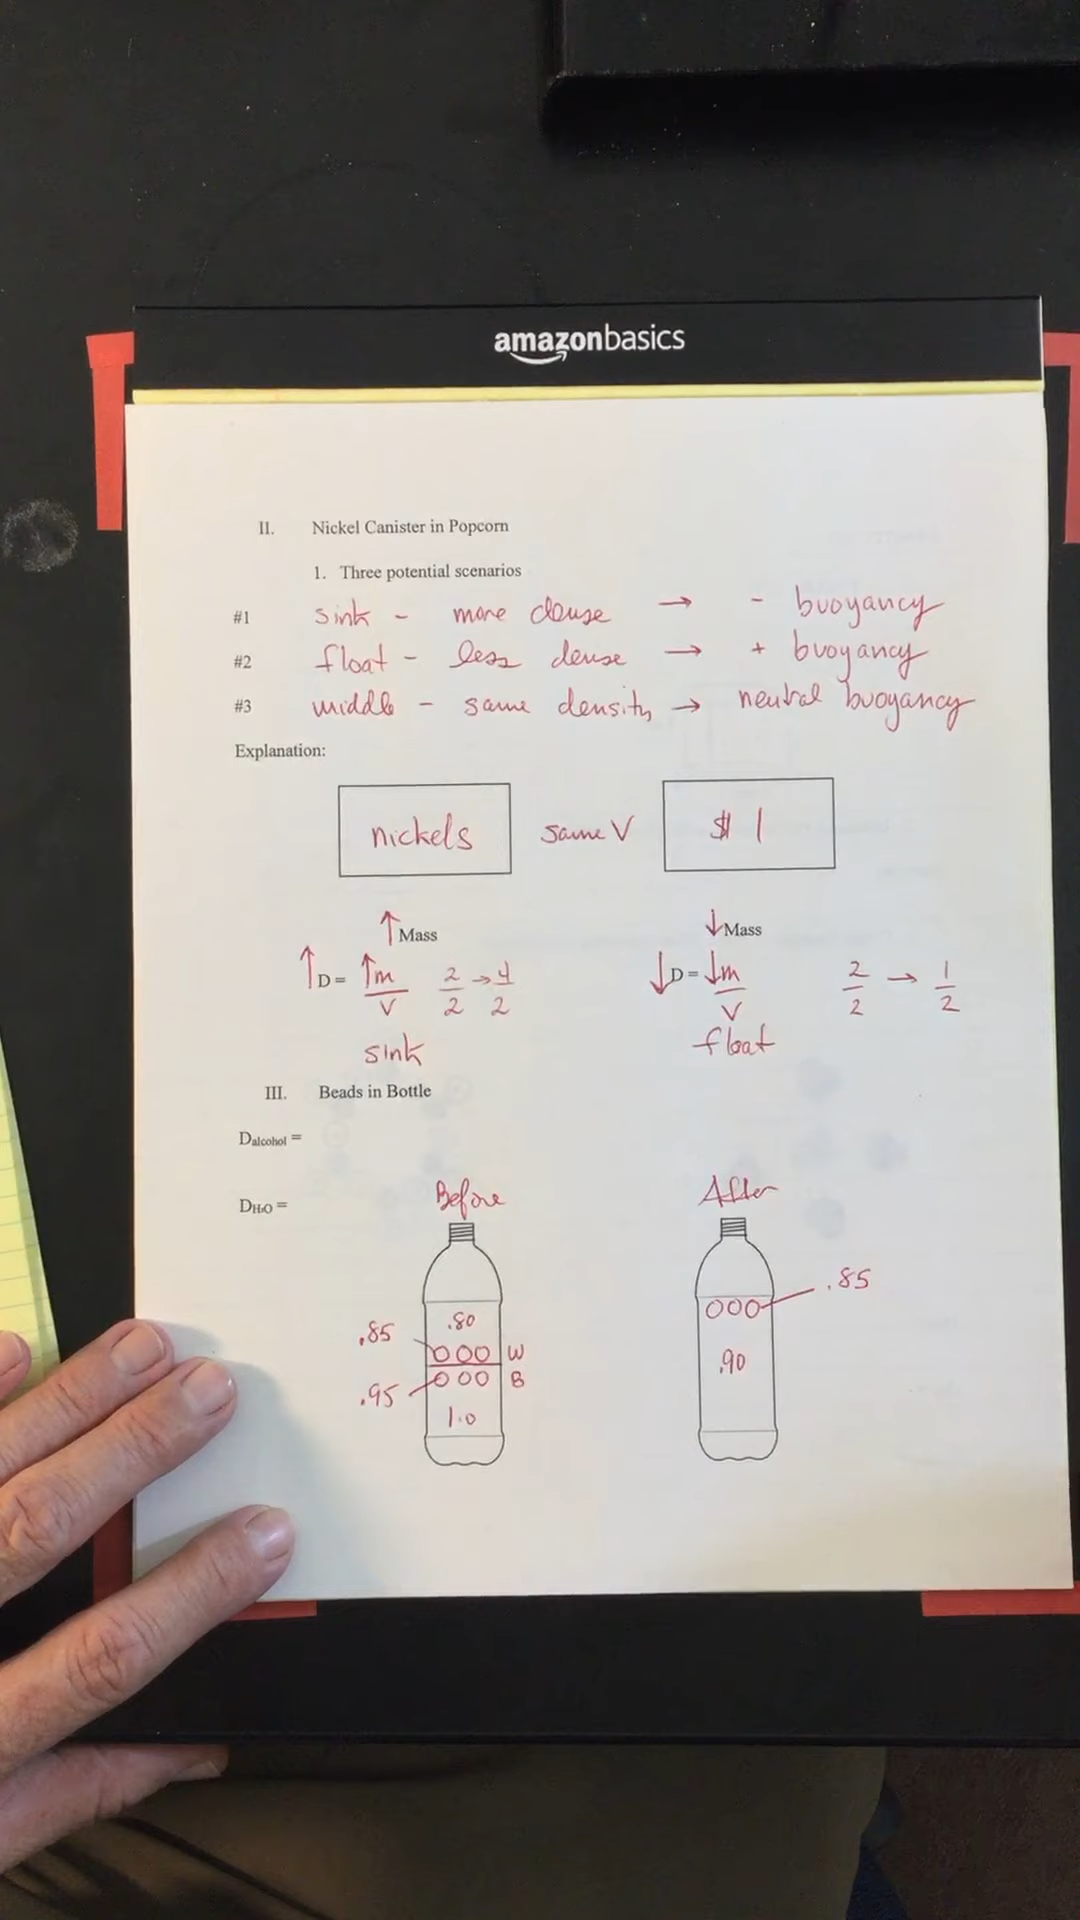 amazonbasics
II. Nickel Canister in Popcorn
1. Three potential scenarios
#1 sink - more dense → - buoyancy
#2 float - less dense → + buoyancy
#3 middle - same density → neutral buoyancy
Explanation:
nickels same V $ 1
↑ Mass ↓ Mass
↑ D = ↑m/V 2/2 → 4/2 ↓ D = ↓m/V 2/2 → 1/2
sink float
III. Beads in Bottle
Dalcohol =
DH₂O = Before After
.85 .80 .85
000 W 000
.95 000 B .90
1.0